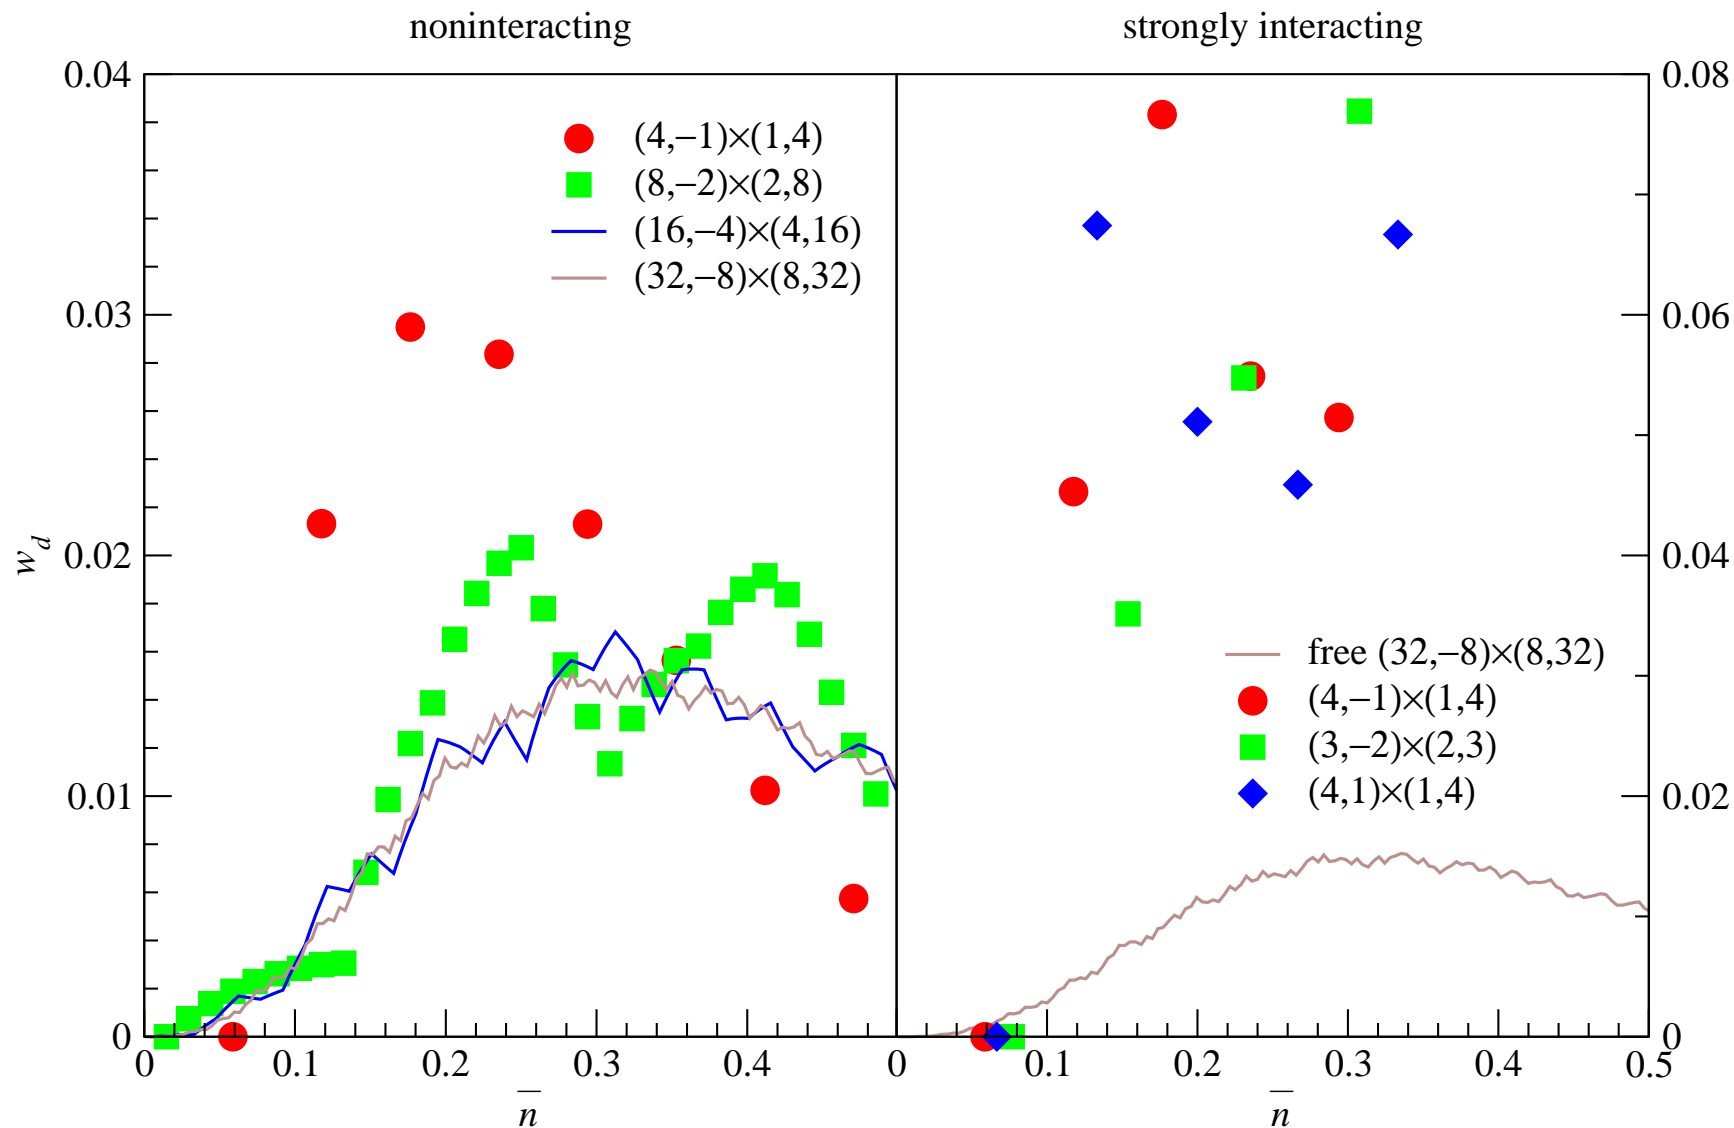 noninteracting strongly interacting
0.04 0.08
(4,−1)×(1,4)
(8,−2)×(2,8)
(16,−4)×(4,16)
(32,−8)×(8,32)
0.03 0.06
w_d
0.02 0.04
free (32,−8)×(8,32)
(4,−1)×(1,4)
(3,−2)×(2,3)
(4,1)×(1,4)
0.01 0.02
0 0
0 0.1 0.2 0.3 0.4 0 0.1 0.2 0.3 0.4 0.5
n̅ n̅